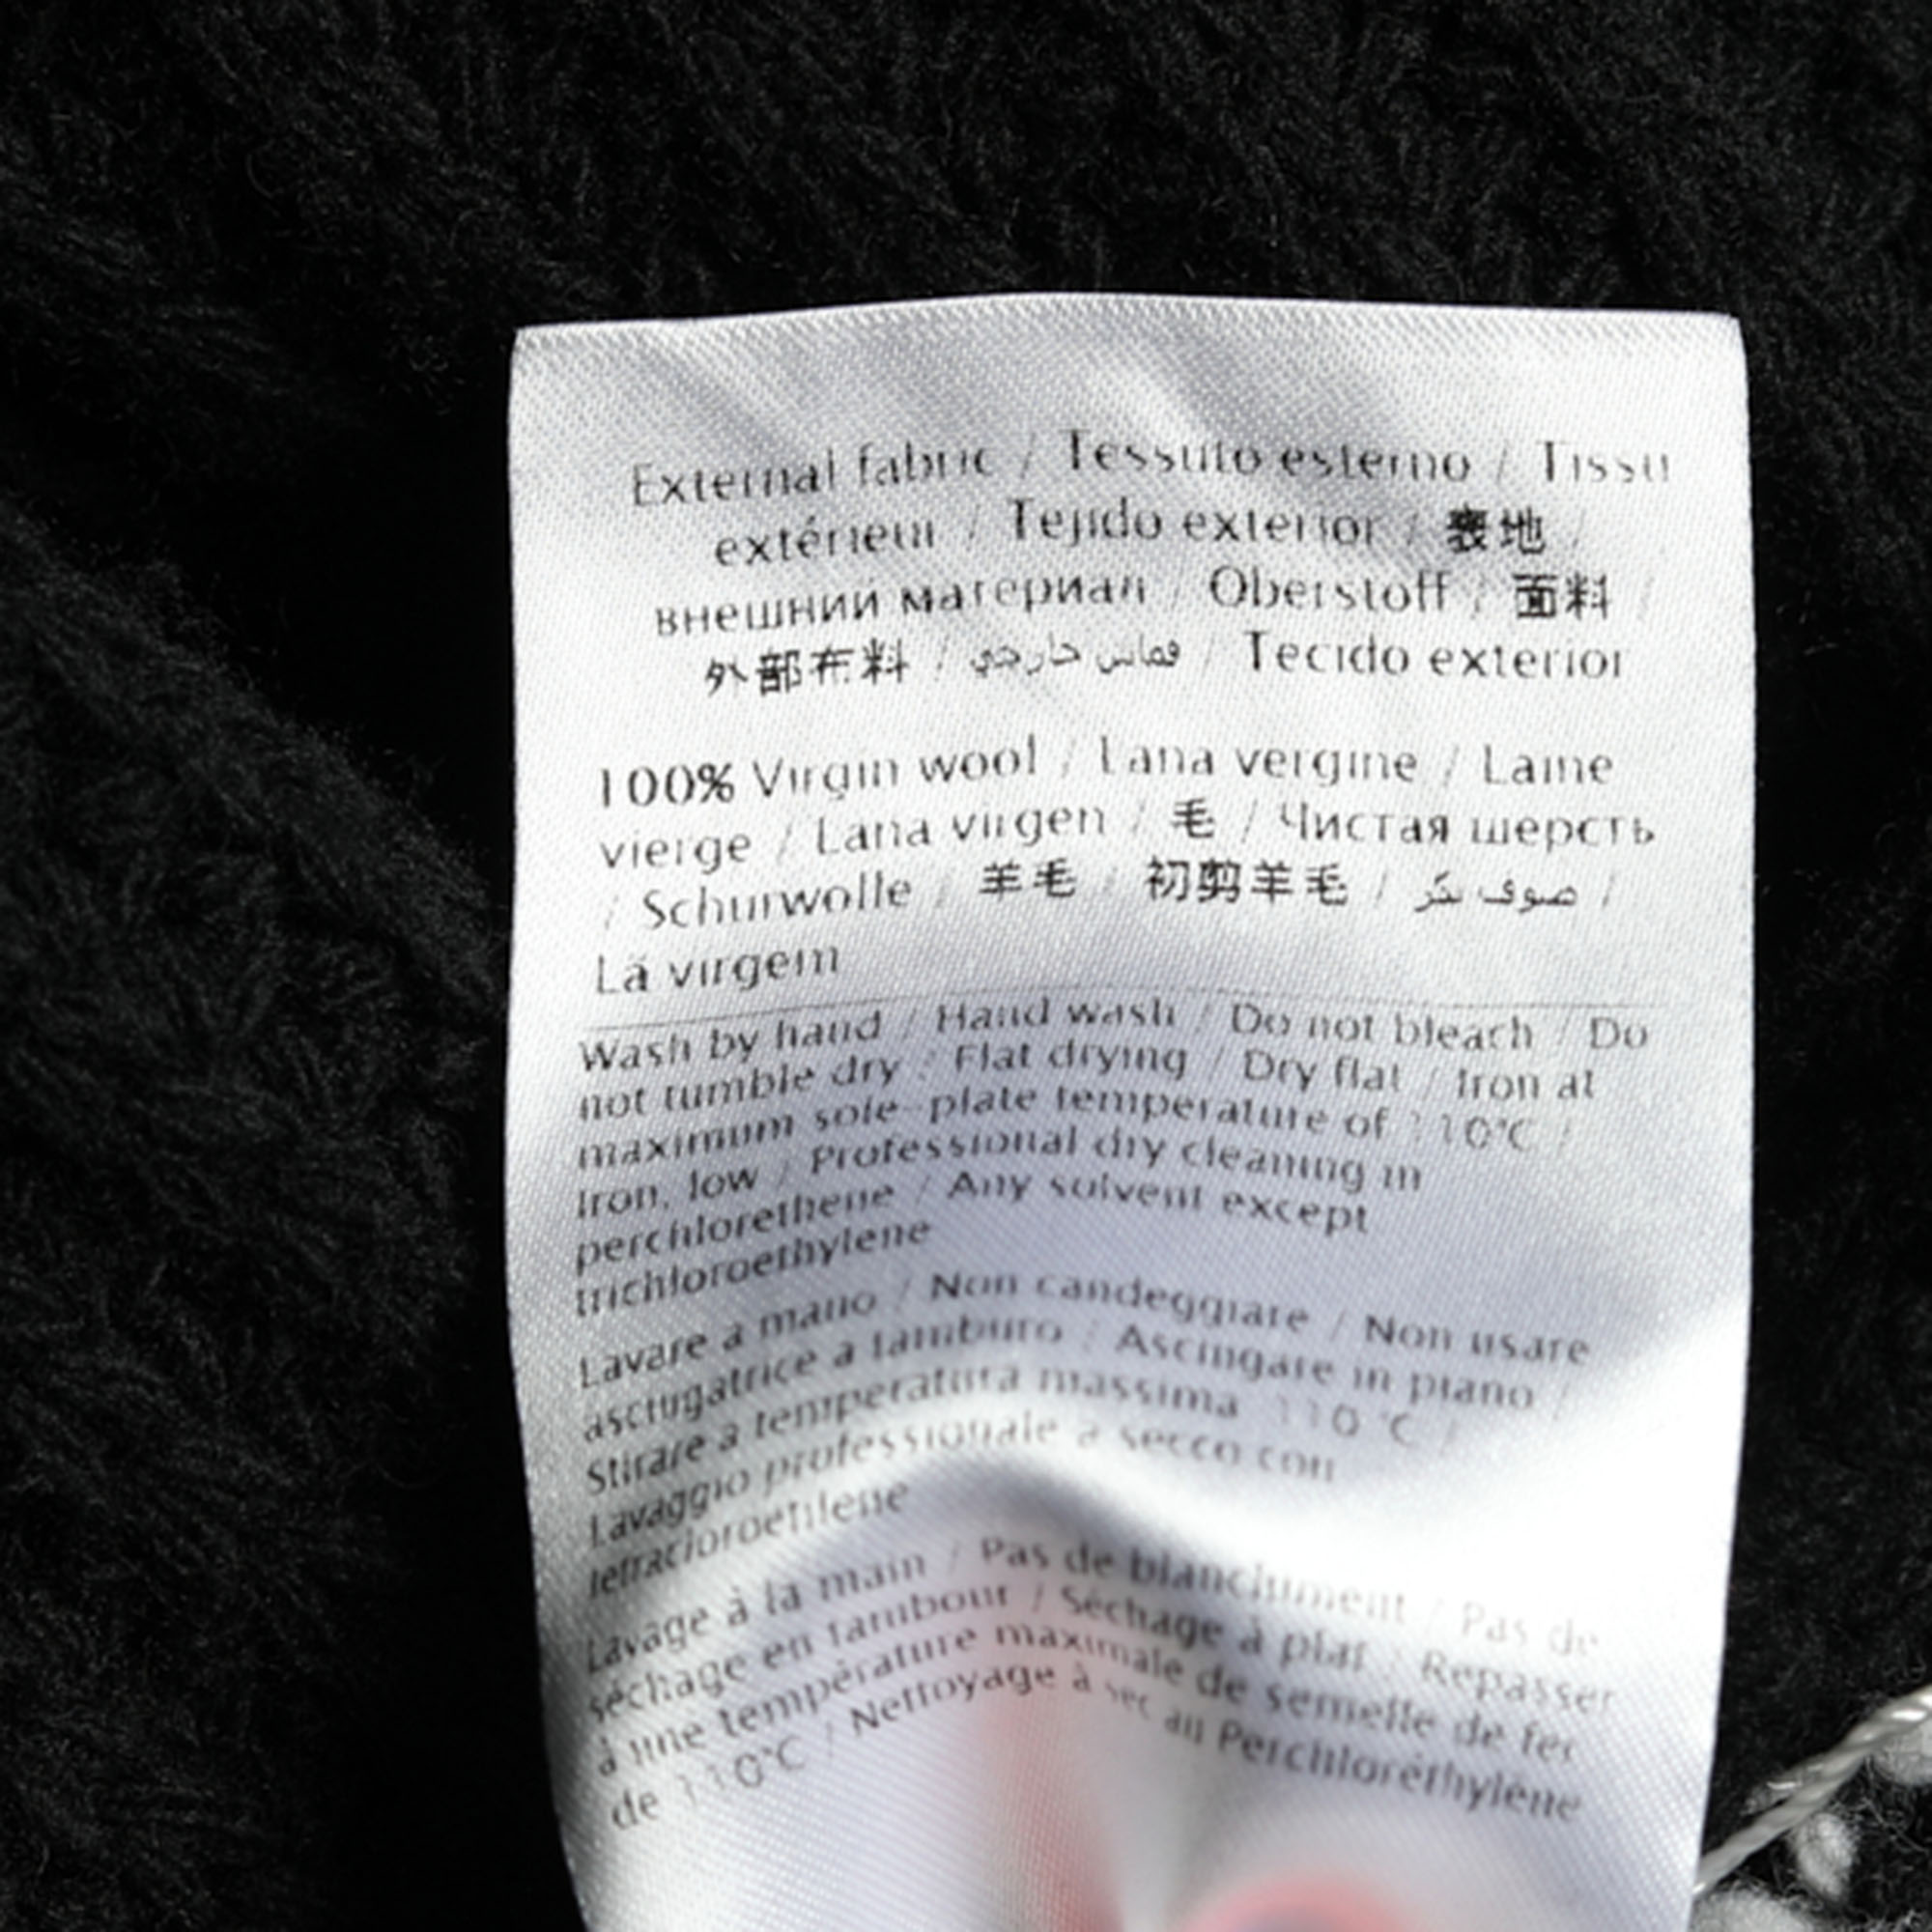 External fabric / Tessuto esterno / Tissu
extérieur / Tejido exterior / 表地 /
внешний материал / Oberstoff / 面料 /
外部布料 / قماش خارجي / Tecido exterior
100% Virgin wool / Lana vergine / Laine
vierge / Lana virgen / 毛 / Чистая шерсть
/ Schurwolle / 羊毛 / 初剪羊毛 / صوف بكر /
Lã virgem
Wash by hand / Hand wash / Do not bleach / Do
not tumble dry / Flat drying / Dry flat / Iron at
maximum sole-plate temperature of 110°C /
Iron, low / Professional dry cleaning in
perchlorethene / Any solvent except
trichloroethylene
Lavare a mano / Non candeggiare / Non usare
asciugatrice a tamburo / Asciugare in piano /
Stirare a temperatura massima 110 °C /
Lavaggio professionale a secco con
tetracloroetilene
Lavage à la main / Pas de blanchiment / Pas de
séchage en tambour / Séchage à plat / Repasser
à une température maximale de semelle de fer
de 110°C / Nettoyage à sec au Perchloréthylène